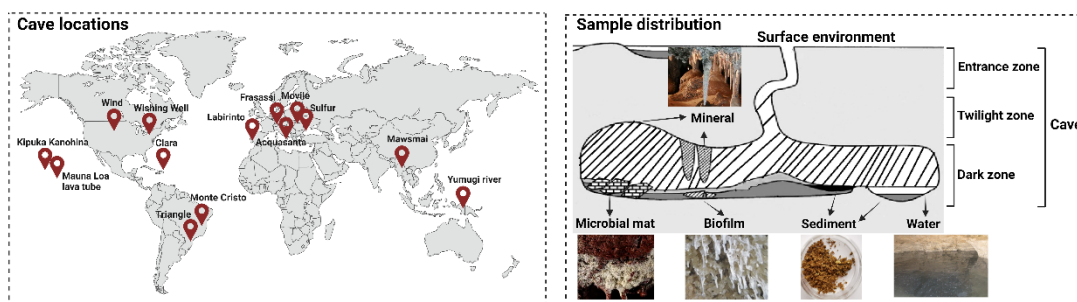 Cave locations
Wind
Wishing Well
Kipuka Kanohina
Mauna Loa
lava tube
Clara
Monte Cristo
Triangle
Labirinto
Frasassi
Movile
Sulfur
Acquasanta
Mawsmai
Yumugi river
Sample distribution
Surface environment
Entrance zone
Mineral
Twilight zone
Cave
Dark zone
Microbial mat
Biofilm
Sediment
Water